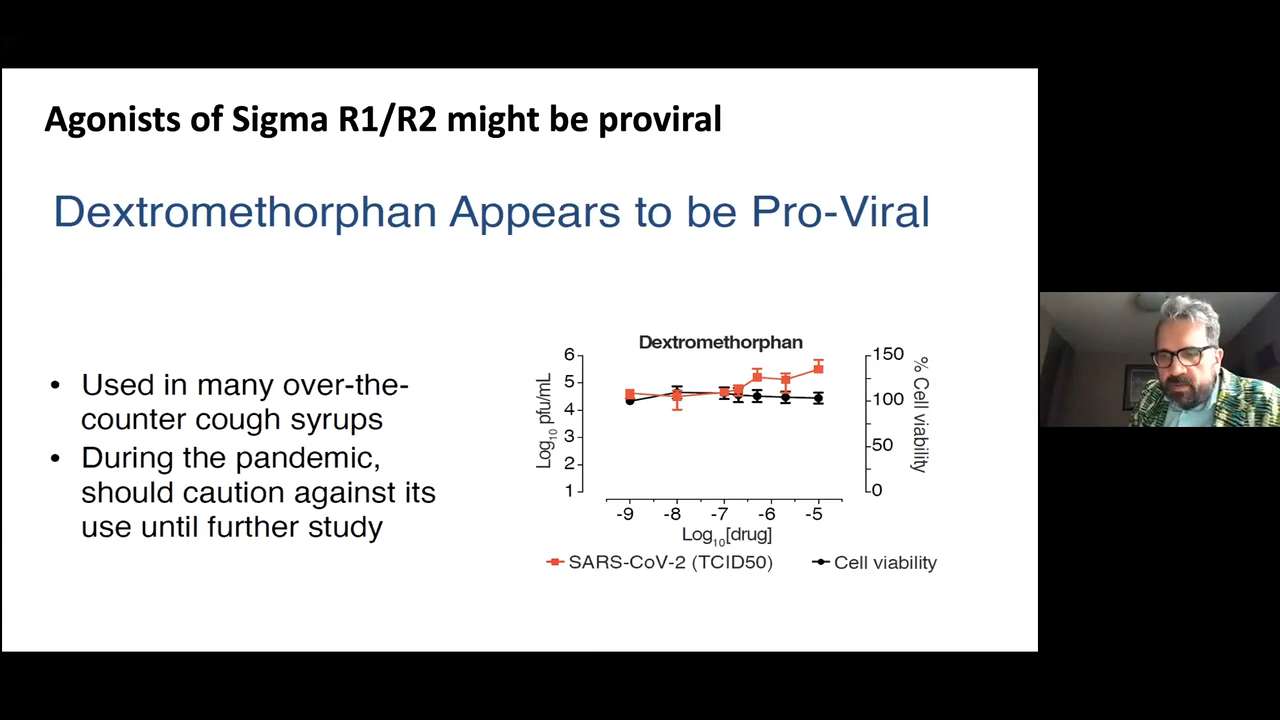 Agonists of Sigma R1/R2 might be proviral
Dextromethorphan Appears to be Pro-Viral
• Used in many over-the-
counter cough syrups
• During the pandemic,
should caution against its
use until further study
Dextromethorphan
6
5
4
3
2
1
Log10 pfu/mL
150
100
50
0
% Cell viability
-9 -8 -7 -6 -5
Log10[drug]
SARS-CoV-2 (TCID50) Cell viability